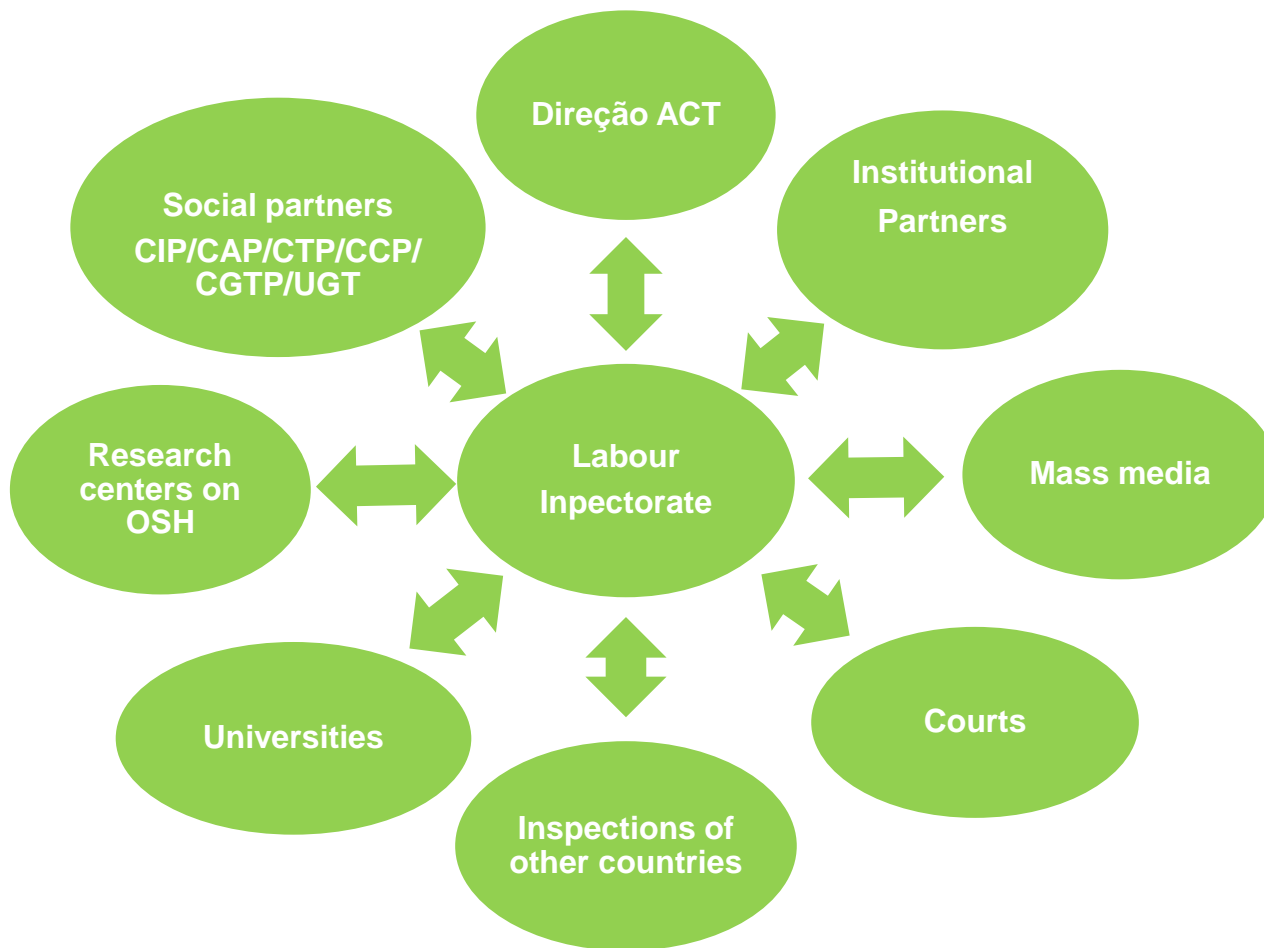 Direção ACT
Institutional
Partners
Social partners
CIP/CAP/CTP/CCP/
CGTP/UGT
Research
centers on
OSH
Labour
Inpectorate
Mass media
Universities
Courts
Inspections of
other countries